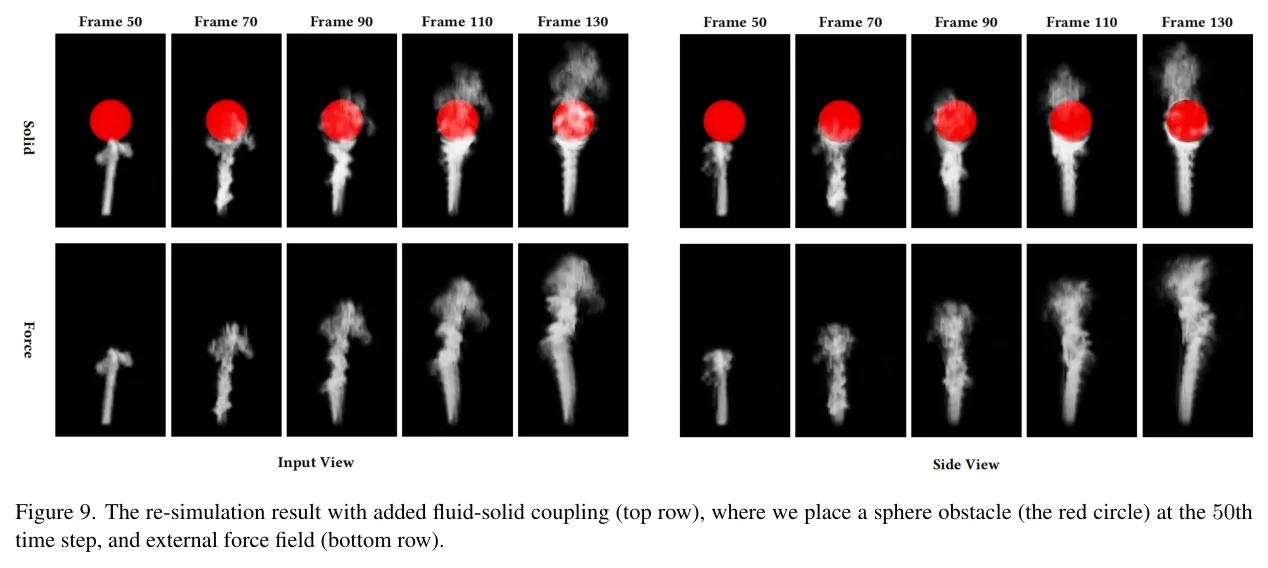 Frame 50 Frame 70 Frame 90 Frame 110 Frame 130 Frame 50 Frame 70 Frame 90 Frame 110 Frame 130
Solid
Force
Input View Side View
Figure 9. The re-simulation result with added fluid-solid coupling (top row), where we place a sphere obstacle (the red circle) at the 50th
time step, and external force field (bottom row).